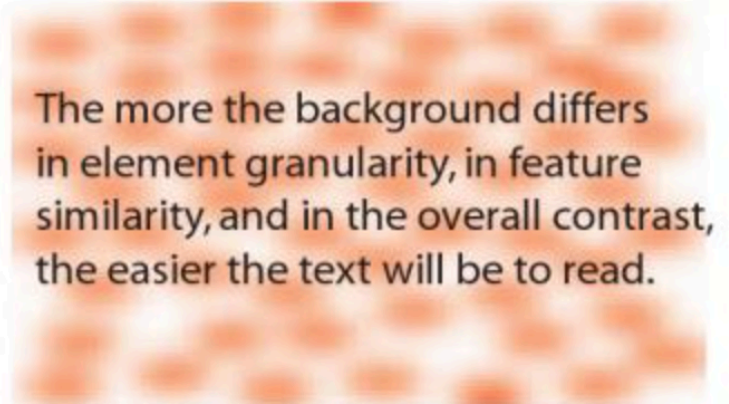 The more the background differs
in element granularity, in feature
similarity, and in the overall contrast,
the easier the text will be to read.